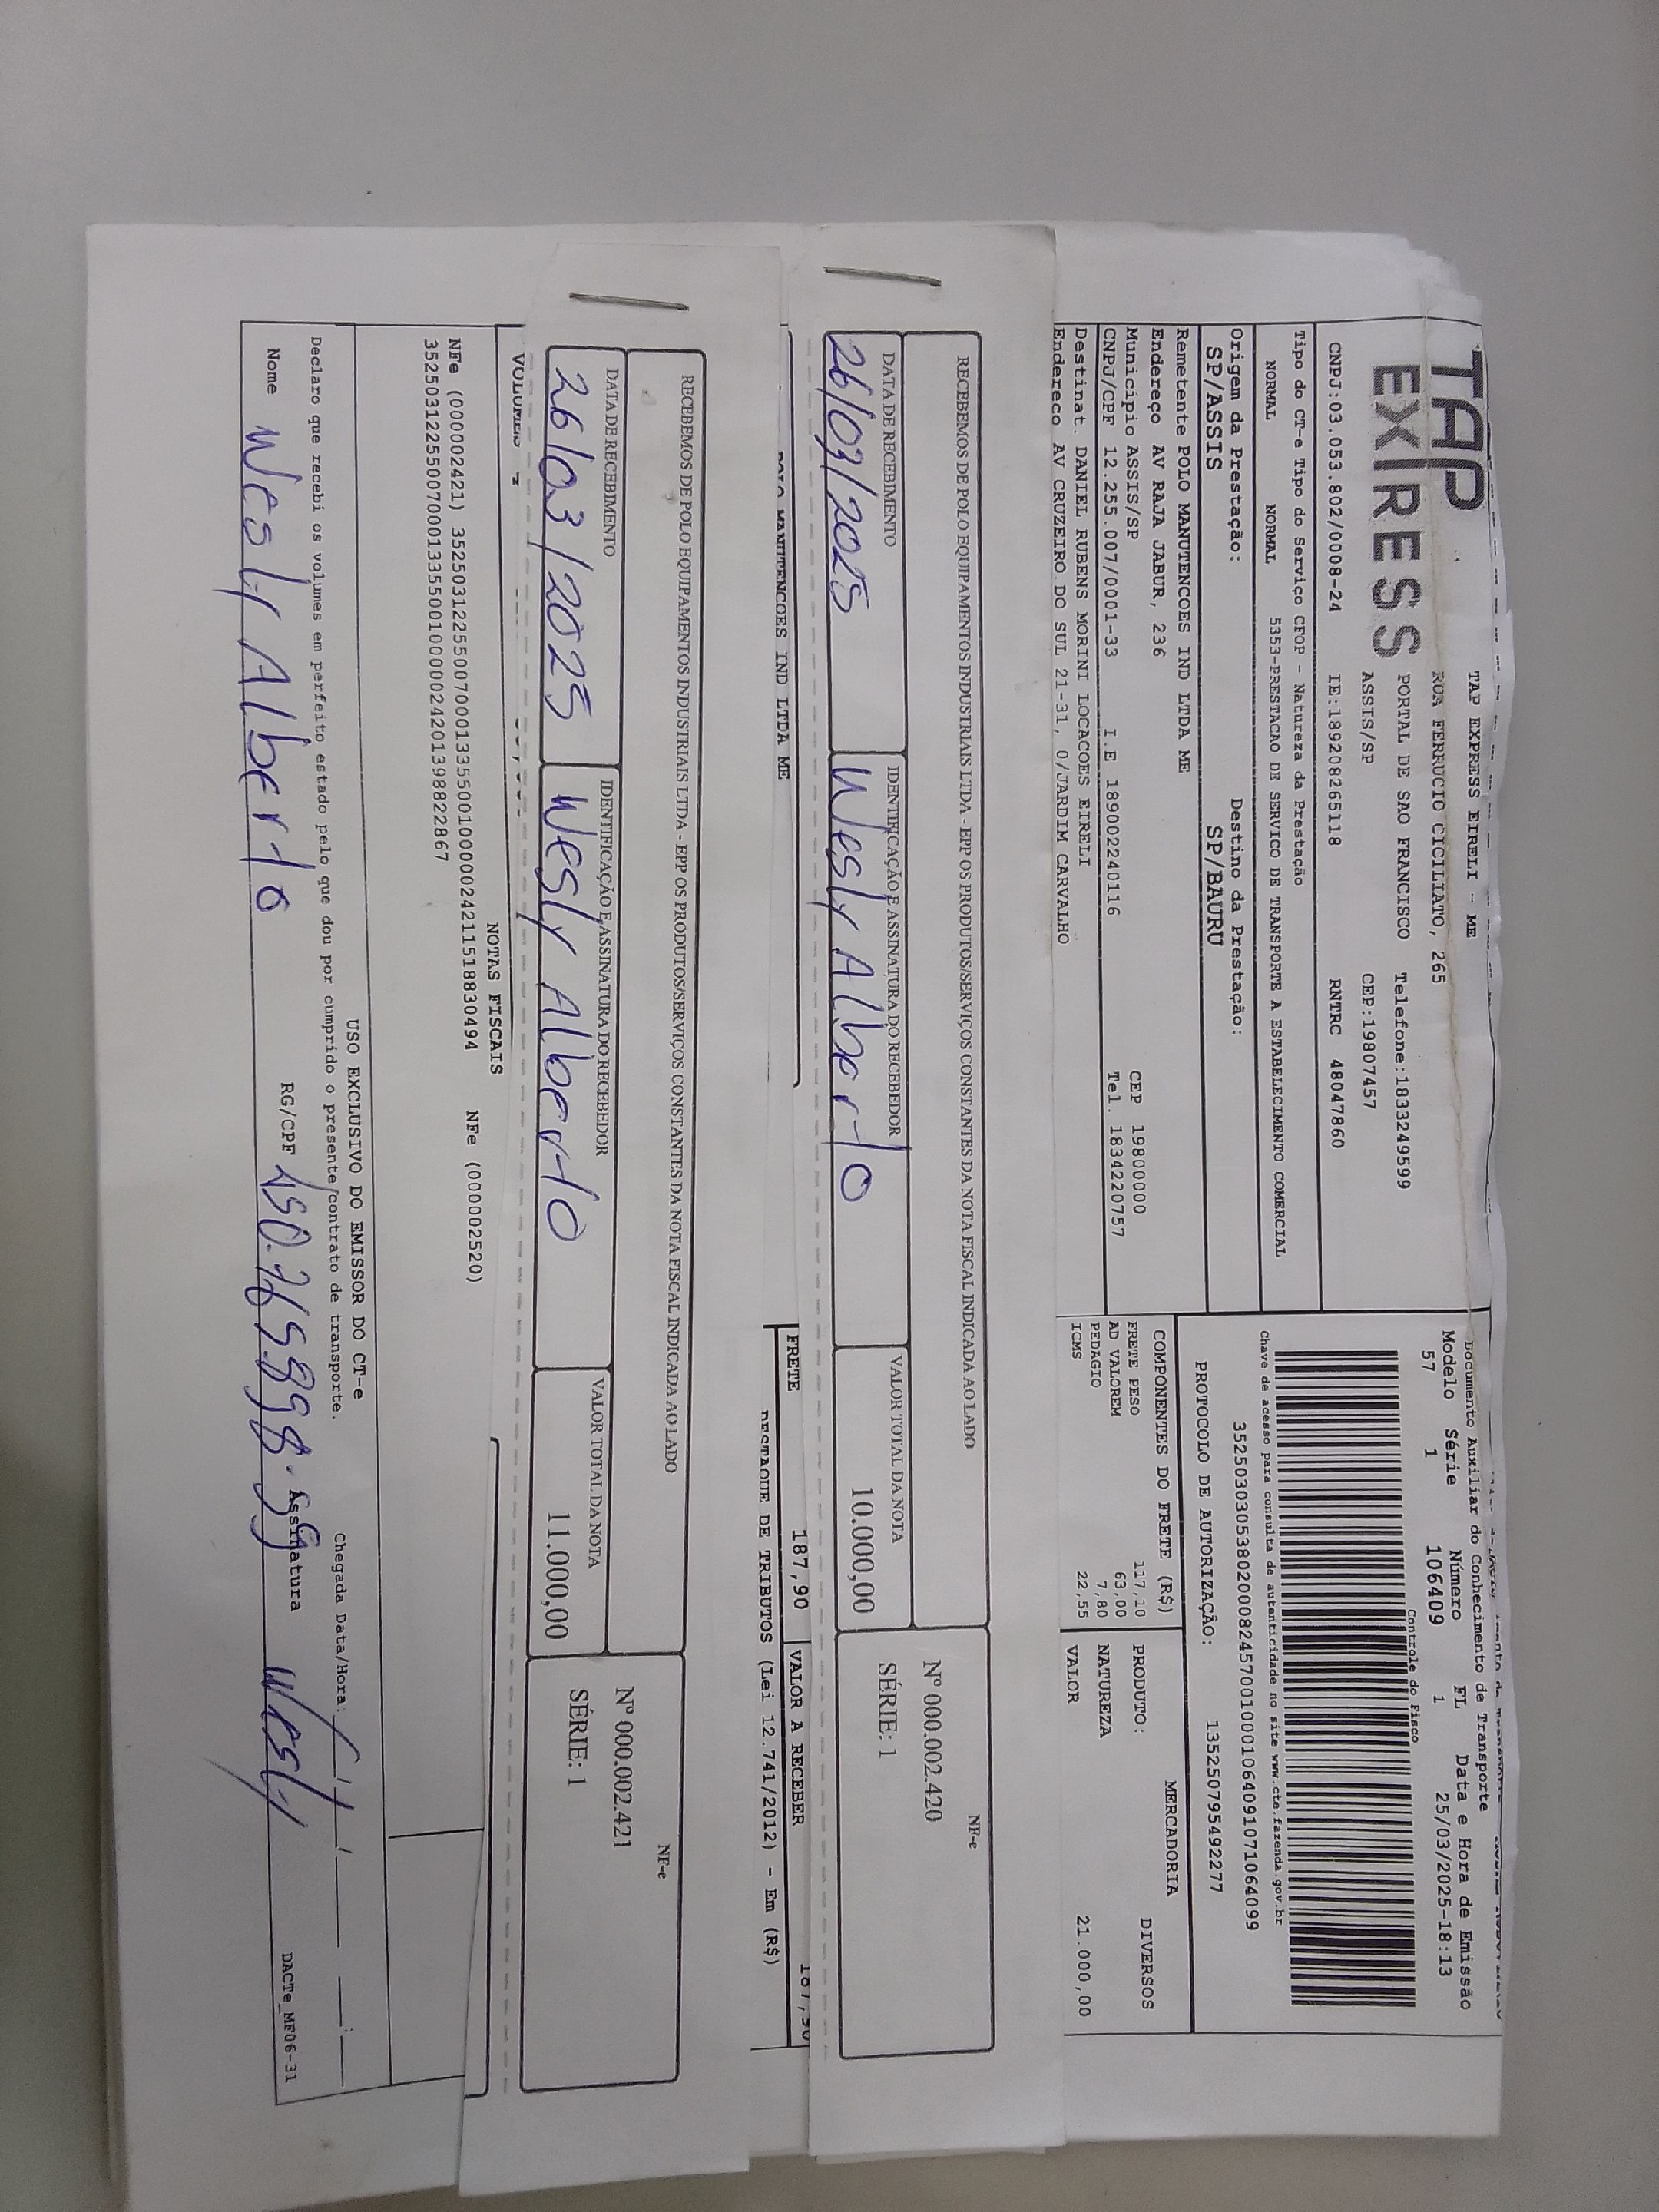 TAP
EXPRESS
TAP EXPRESS EIRELI - ME
RUA FERRUCIO CICILIATO, 265
PORTAL DE SAO FRANCISCO Telefone:1833249599
ASSIS/SP CEP:19807457
CNPJ:03.053.802/0008-24 IE:189208265118 RNTRC 48047860
Documento Auxiliar do Conhecimento de Transporte
Modelo Série Número FL Data e Hora de Emissão
57 1 106409 1 25/03/2025-18:13
Controle do Fisco
Chave de acesso para consulta de autenticidade no site www.cte.fazenda.gov.br
35250303053802000824570010001064091071064099
PROTOCOLO DE AUTORIZAÇÃO: 135250795492277
Tipo do CT-e Tipo do Serviço CFOP - Natureza da Prestação
NORMAL NORMAL 5353-PRESTACAO DE SERVICO DE TRANSPORTE A ESTABELECIMENTO COMERCIAL
Origem da Prestação: Destino da Prestação:
SP/ASSIS SP/BAURU
Remetente POLO MANUTENCOES IND LTDA ME
Endereço AV RAJA JABUR, 236
Município ASSIS/SP CEP 19800000
CNPJ/CPF 12.255.007/0001-33 I.E 189002240116 Tel. 1834220757
Destinat. DANIEL RUBENS MORINI LOCACOES EIRELI
Endereco AV CRUZEIRO DO SUL 21-31, 0/JARDIM CARVALHO
COMPONENTES DO FRETE (R$)
FRETE PESO 117,10
AD VALOREM 63,00
PEDAGIO 7,80
ICMS 22,55
MERCADORIA
PRODUTO: DIVERSOS
NATUREZA
VALOR 21.000,00
RECEBEMOS DE POLO EQUIPAMENTOS INDUSTRIAIS LTDA - EPP OS PRODUTOS/SERVIÇOS CONSTANTES DA NOTA FISCAL INDICADA AO LADO
DATA DE RECEBIMENTO IDENTIFICAÇÃO E ASSINATURA DO RECEBEDOR VALOR TOTAL DA NOTA
26/03/2025 Wesly Alberto 10.000,00
NF-e
Nº 000.002.420
SÉRIE: 1
MANUTENCOES IND LTDA ME
FRETE 187,90 VALOR A RECEBER 187,90
DESTAQUE DE TRIBUTOS (Lei 12.741/2012) - Em (R$)
RECEBEMOS DE POLO EQUIPAMENTOS INDUSTRIAIS LTDA - EPP OS PRODUTOS/SERVIÇOS CONSTANTES DA NOTA FISCAL INDICADA AO LADO
DATA DE RECEBIMENTO IDENTIFICAÇÃO E ASSINATURA DO RECEBEDOR VALOR TOTAL DA NOTA
26/03/2025 Wesly Alberto 11.000,00
NF-e
Nº 000.002.421
SÉRIE: 1
NOTAS FISCAIS
NFe (000002421) 35250312255007000133550010000024211518830494 NFe (000002520)
35250312255007000133550010000024201398822867
USO EXCLUSIVO DO EMISSOR DO CT-e
Declaro que recebi os volumes em perfeito estado pelo que dou por cumprido o presente contrato de transporte. Chegada Data/Hora:
Nome Wesly Alberto RG/CPF Assinatura Wesly
DACTe_MF06-31